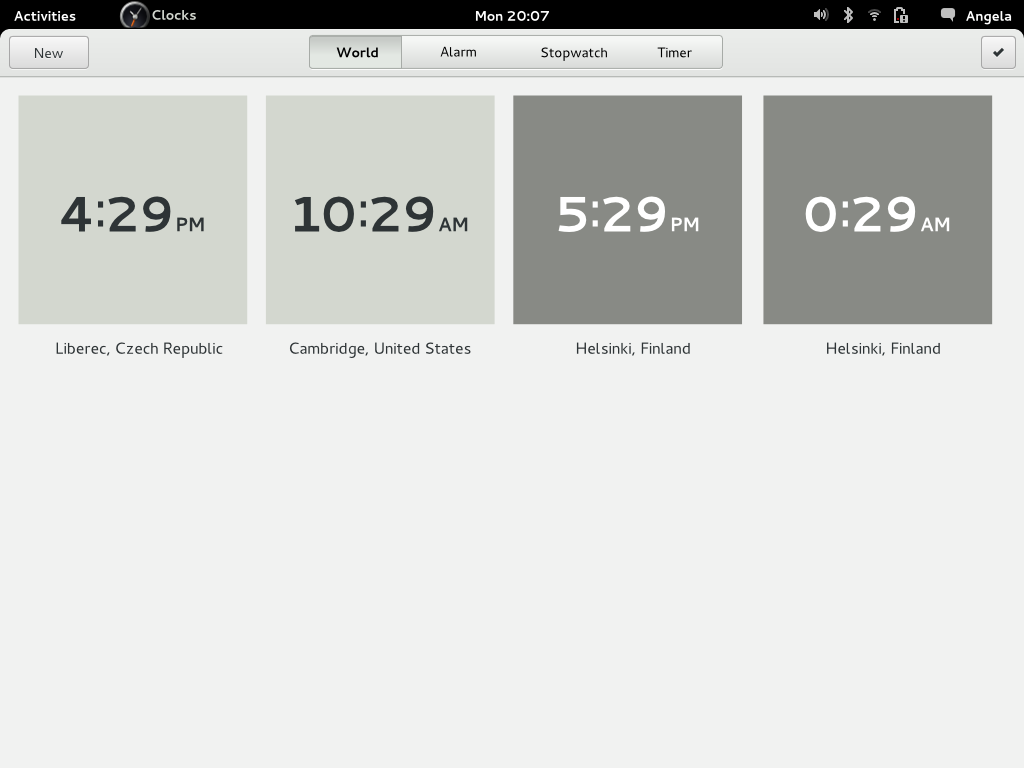 Activities Clocks Mon 20:07 Angela
New World Alarm Stopwatch Timer
4:29 PM 10:29 AM 5:29 PM 0:29 AM
Liberec, Czech Republic Cambridge, United States Helsinki, Finland Helsinki, Finland